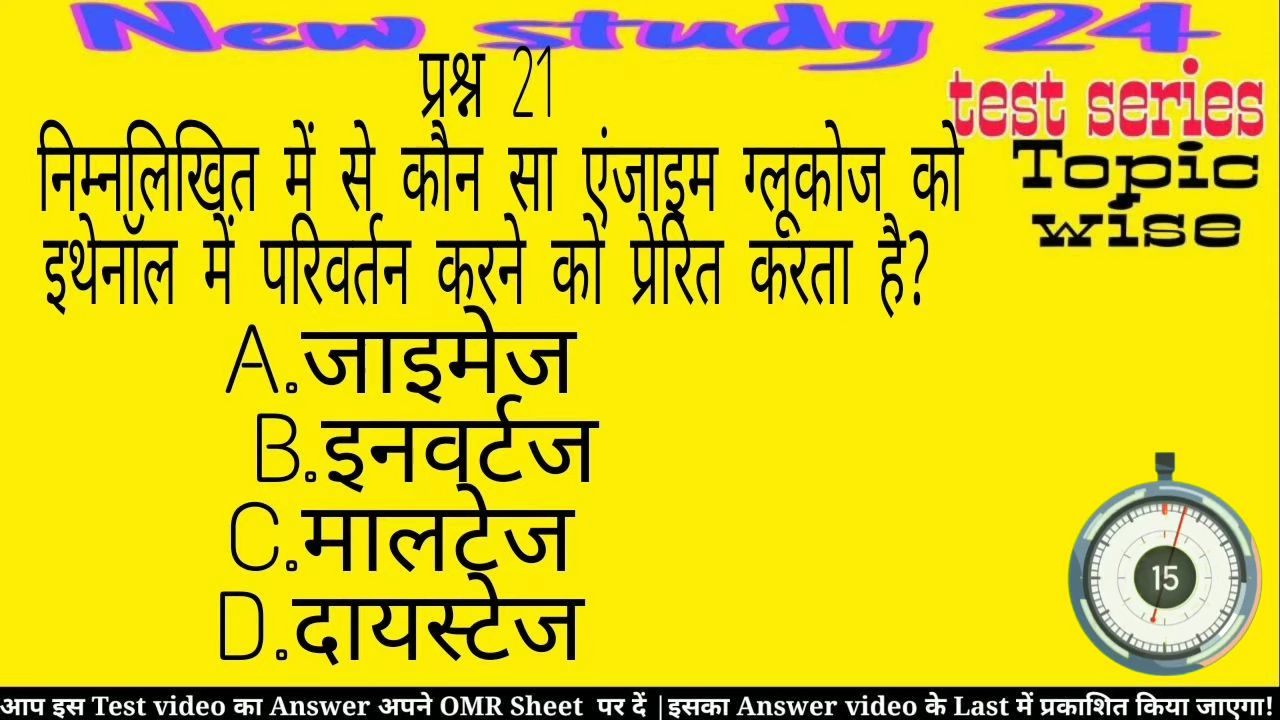 New study 24
test series
Topic
wise
प्रश्न 21
निम्नलिखित में से कौन सा एंजाइम ग्लूकोज को
इथेनॉल में परिवर्तन करने को प्रेरित करता है?
A.जाइमेज
B.इनवर्टज
C.मालटेज
D.दायस्टेज
15
आप इस Test video का Answer अपने OMR Sheet पर दें |इसका Answer video के Last में प्रकाशित किया जाएगा!